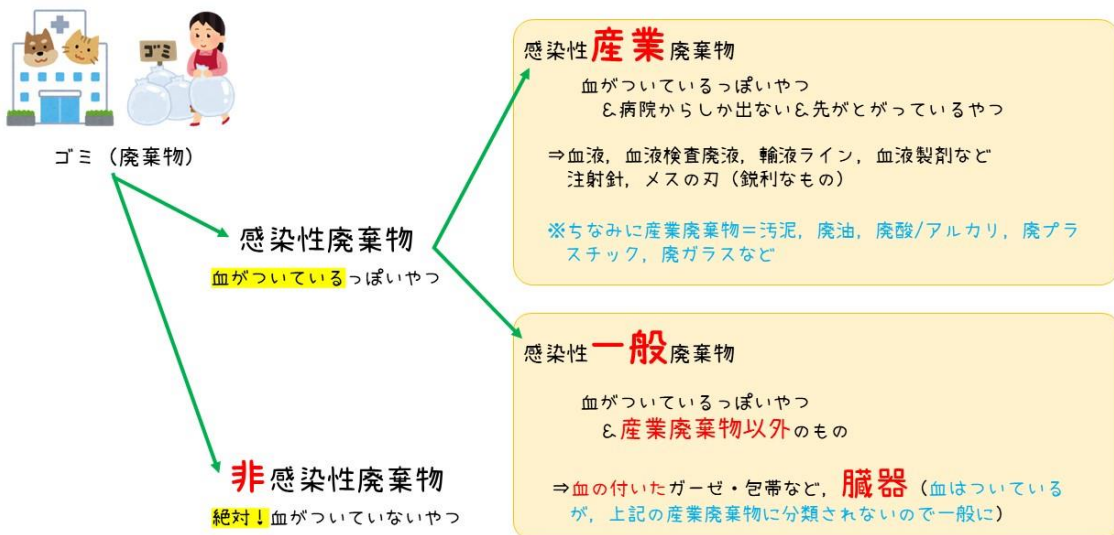 ゴミ
ゴミ（廃棄物）
感染性廃棄物
血がついているっぽいやつ
非感染性廃棄物
絶対！血がついていないやつ
感染性産業廃棄物
血がついているっぽいやつ
&病院からしか出ない&先がとがっているやつ
⇒血液，血液検査廃液，輸液ライン，血液製剤など
注射針，メスの刃（鋭利なもの）
※ちなみに産業廃棄物＝汚泥，廃油，廃酸/アルカリ，廃プラ
スチック，廃ガラスなど
感染性一般廃棄物
血がついているっぽいやつ
&産業廃棄物以外のもの
⇒血の付いたガーゼ・包帯など，臓器（血はついている
が，上記の産業廃棄物に分類されないので一般に）